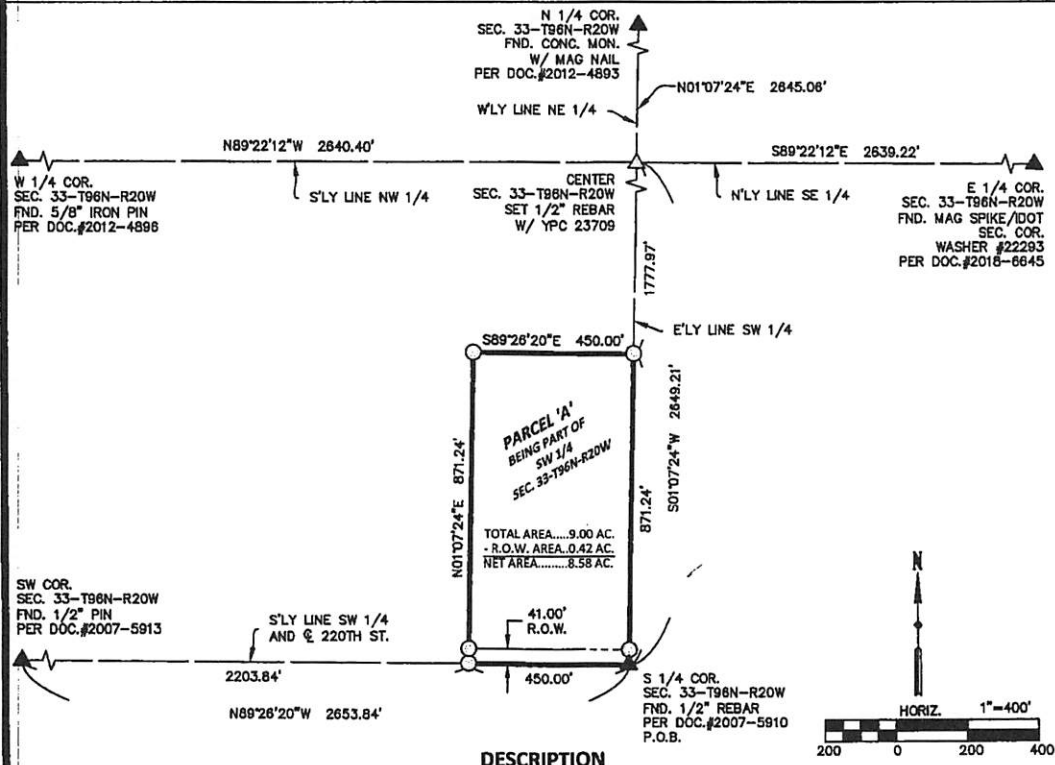 N 1/4 COR.
SEC. 33-T96N-R20W
FND. CONC. MON.
W/ MAG NAIL
PER DOC.#2012-4893
N01°07'24"E 2645.06'
W'LY LINE NE 1/4
N89°22'12"W 2640.40'
S89°22'12"E 2639.22'
W 1/4 COR.
SEC. 33-T96N-R20W
FND. 5/8" IRON PIN
PER DOC.#2012-4896
S'LY LINE NW 1/4
CENTER
SEC. 33-T96N-R20W
SET 1/2" REBAR
W/ YPC 23709
N'LY LINE SE 1/4
E 1/4 COR.
SEC. 33-T96N-R20W
FND. MAG SPIKE/IDOT
SEC. COR.
WASHER #22293
PER DOC.#2018-6645
1777.97'
E'LY LINE SW 1/4
S89°26'20"E 450.00'
N01°07'24"E 871.24'
PARCEL 'A'
BEING PART OF
SW 1/4
SEC. 33-T96N-R20W
871.24'
S01°07'24"W 2649.21'
TOTAL AREA.....9.00 AC.
- R.O.W. AREA..0.42 AC.
NET AREA.........8.58 AC.
SW COR.
SEC. 33-T96N-R20W
FND. 1/2" PIN
PER DOC.#2007-5913
S'LY LINE SW 1/4
AND ℄ 220TH ST.
41.00'
R.O.W.
2203.84'
450.00'
N89°26'20"W 2653.84'
S 1/4 COR.
SEC. 33-T96N-R20W
FND. 1/2" REBAR
PER DOC.#2007-5910
P.O.B.
N
HORIZ. 1"=400'
200 0 200 400
DESCRIPTION